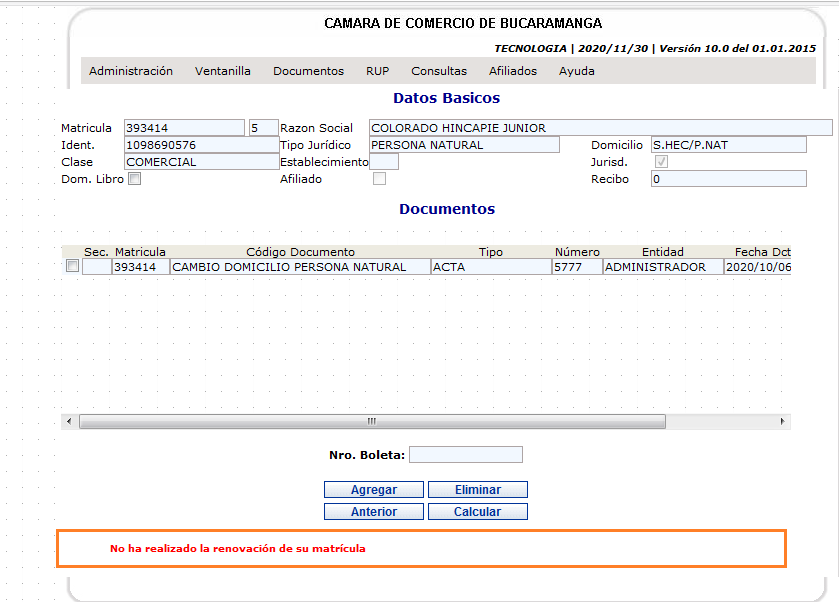 CAMARA DE COMERCIO DE BUCARAMANGA
TECNOLOGIA | 2020/11/30 | Versión 10.0 del 01.01.2015
Administración Ventanilla Documentos RUP Consultas Afiliados Ayuda
Datos Basicos
Matricula 393414 5 Razon Social COLORADO HINCAPIE JUNIOR
Ident. 1098690576 Tipo Jurídico PERSONA NATURAL Domicilio S.HEC/P.NAT
Clase COMERCIAL Establecimiento Jurisd.
Dom. Libro Afiliado Recibo 0
Documentos
Sec. Matricula Código Documento Tipo Número Entidad Fecha Dct
393414 CAMBIO DOMICILIO PERSONA NATURAL ACTA 5777 ADMINISTRADOR 2020/10/06
Nro. Boleta:
Agregar Eliminar
Anterior Calcular
No ha realizado la renovación de su matrícula